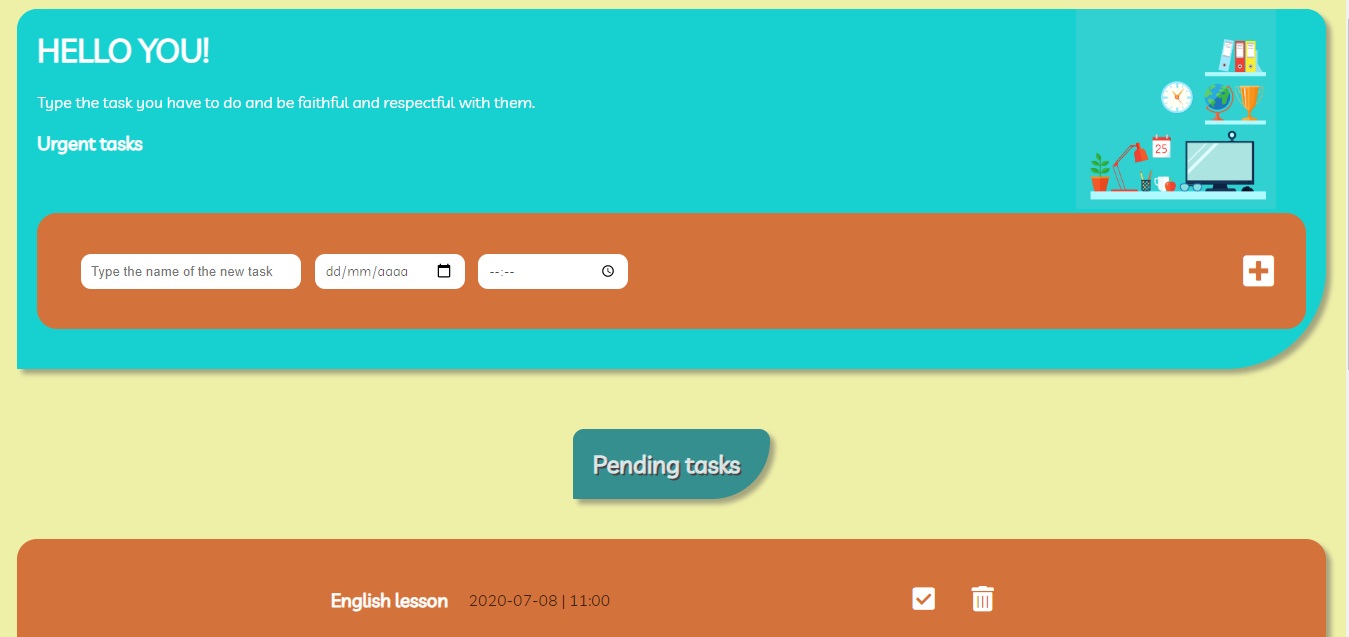 HELLO YOU!
Type the task you have to do and be faithful and respectful with them.
Urgent tasks
25
Type the name of the new task
dd/mm/aaaa
--:--
Pending tasks
English lesson 2020-07-08 | 11:00